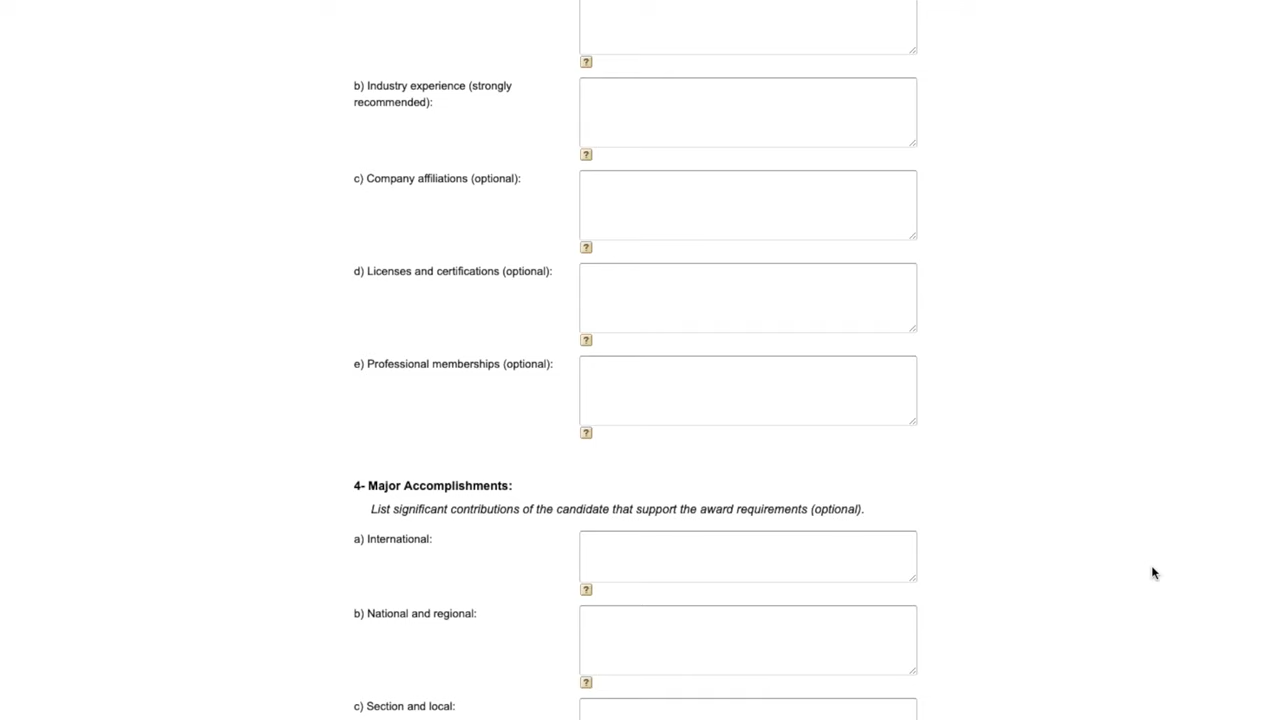 ?
b) Industry experience (strongly
recommended):
?
c) Company affiliations (optional):
?
d) Licenses and certifications (optional):
?
e) Professional memberships (optional):
?
4- Major Accomplishments:
List significant contributions of the candidate that support the award requirements (optional).
a) International:
?
b) National and regional:
?
c) Section and local: